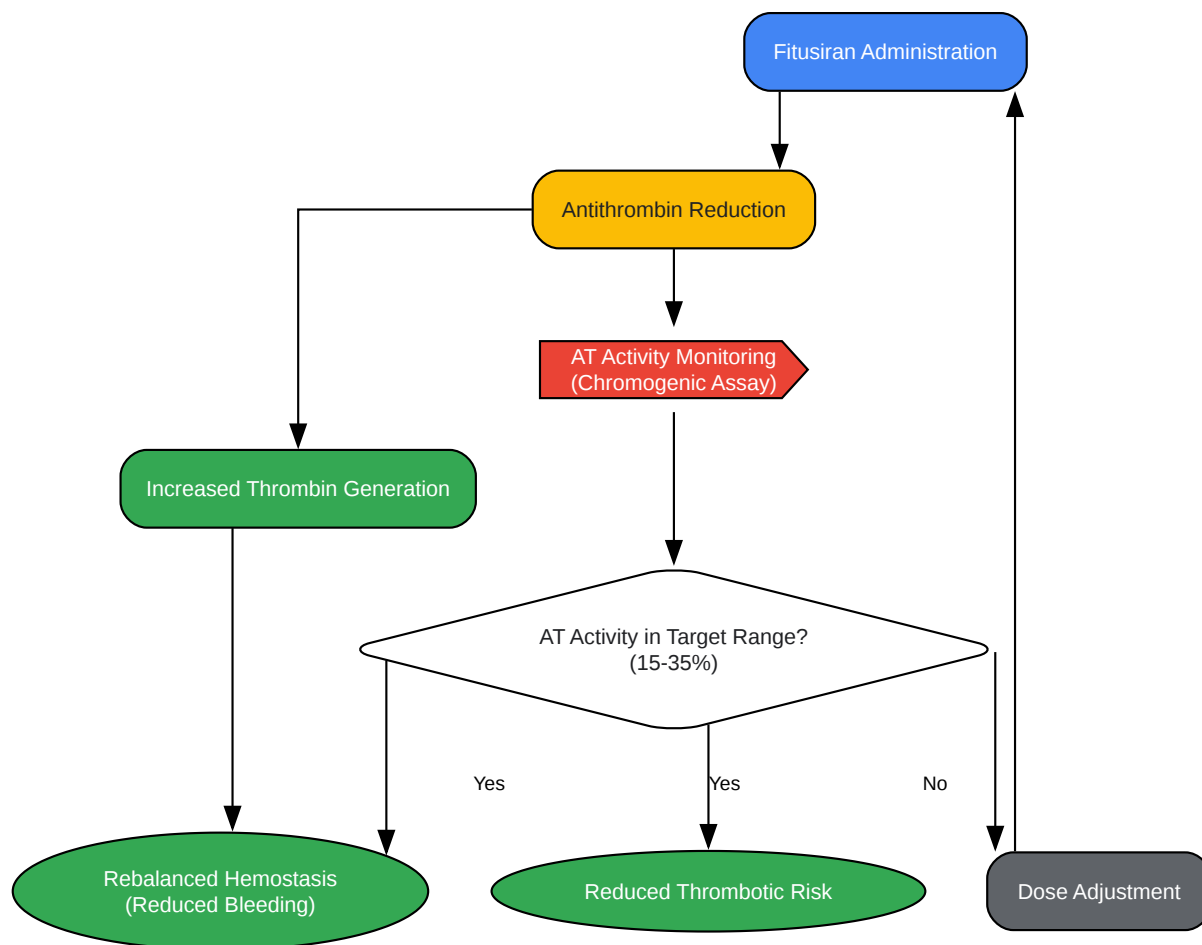 Fitusiran Administration
Antithrombin Reduction
AT Activity Monitoring
(Chromogenic Assay)
Increased Thrombin Generation
AT Activity in Target Range?
(15-35%)
Yes
Yes
No
Rebalanced Hemostasis
(Reduced Bleeding)
Reduced Thrombotic Risk
Dose Adjustment